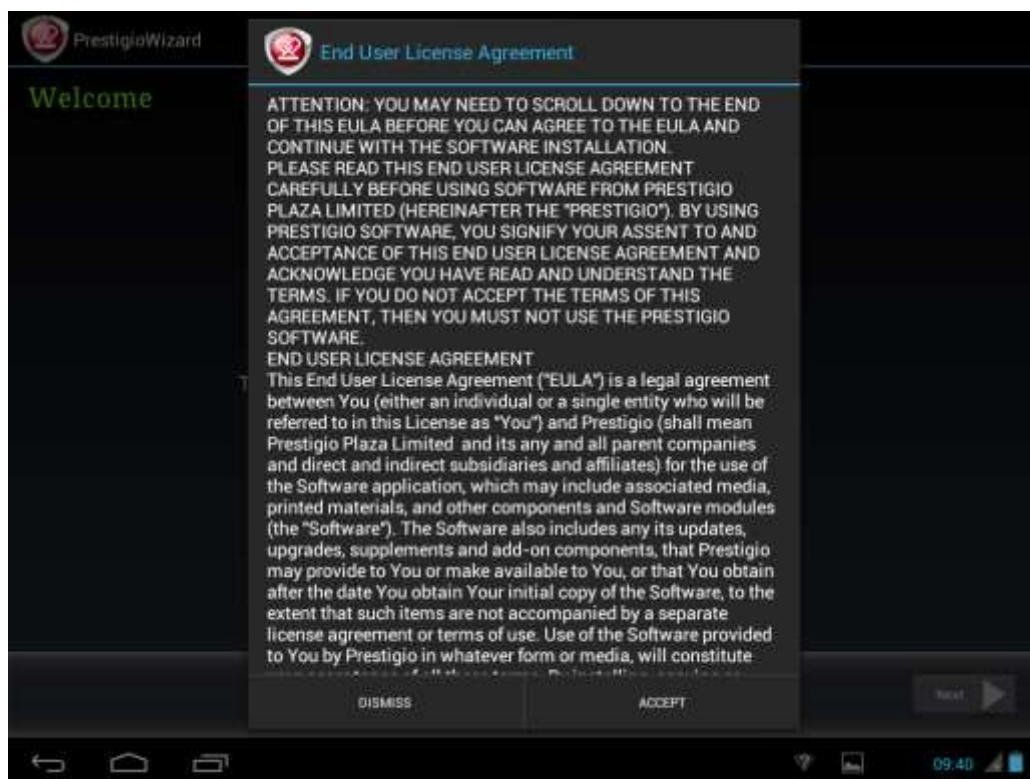 PrestigioWizard
Welcome
End User License Agreement
ATTENTION: YOU MAY NEED TO SCROLL DOWN TO THE END
OF THIS EULA BEFORE YOU CAN AGREE TO THE EULA AND
CONTINUE WITH THE SOFTWARE INSTALLATION.
PLEASE READ THIS END USER LICENSE AGREEMENT
CAREFULLY BEFORE USING SOFTWARE FROM PRESTIGIO
PLAZA LIMITED (HEREINAFTER THE "PRESTIGIO"). BY USING
PRESTIGIO SOFTWARE, YOU SIGNIFY YOUR ASSENT TO AND
ACCEPTANCE OF THIS END USER LICENSE AGREEMENT AND
ACKNOWLEDGE YOU HAVE READ AND UNDERSTAND THE
TERMS. IF YOU DO NOT ACCEPT THE TERMS OF THIS
AGREEMENT, THEN YOU MUST NOT USE THE PRESTIGIO
SOFTWARE.
END USER LICENSE AGREEMENT
This End User License Agreement ("EULA") is a legal agreement
between You (either an individual or a single entity who will be
referred to in this License as "You") and Prestigio (shall mean
Prestigio Plaza Limited and its any and all parent companies
and direct and indirect subsidiaries and affiliates) for the use of
the Software application, which may include associated media,
printed materials, and other components and Software modules
(the "Software"). The Software also includes any its updates,
upgrades, supplements and add-on components, that Prestigio
may provide to You or make available to You, or that You obtain
after the date You obtain Your initial copy of the Software, to the
extent that such items are not accompanied by a separate
license agreement or terms of use. Use of the Software provided
to You by Prestigio in whatever form or media, will constitute
DISMISS
ACCEPT
Next
09:40